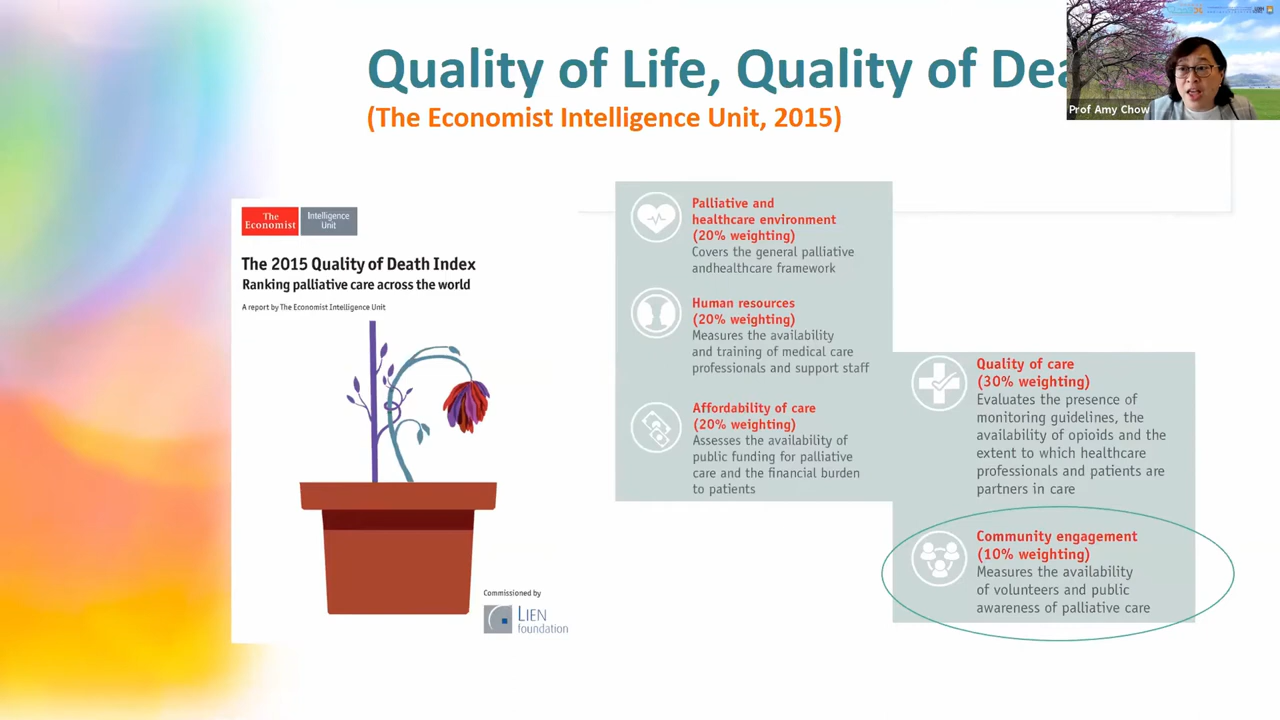 Quality of Life, Quality of Dea
(The Economist Intelligence Unit, 2015)
Prof Amy Chow
The
Economist
Intelligence
Unit
The 2015 Quality of Death Index
Ranking palliative care across the world
A report by The Economist Intelligence Unit
Commissioned by
LIEN
foundation
Palliative and
healthcare environment
(20% weighting)
Covers the general palliative
andhealthcare framework
Human resources
(20% weighting)
Measures the availability
and training of medical care
professionals and support staff
Affordability of care
(20% weighting)
Assesses the availability of
public funding for palliative
care and the financial burden
to patients
Quality of care
(30% weighting)
Evaluates the presence of
monitoring guidelines, the
availability of opioids and the
extent to which healthcare
professionals and patients are
partners in care
Community engagement
(10% weighting)
Measures the availability
of volunteers and public
awareness of palliative care